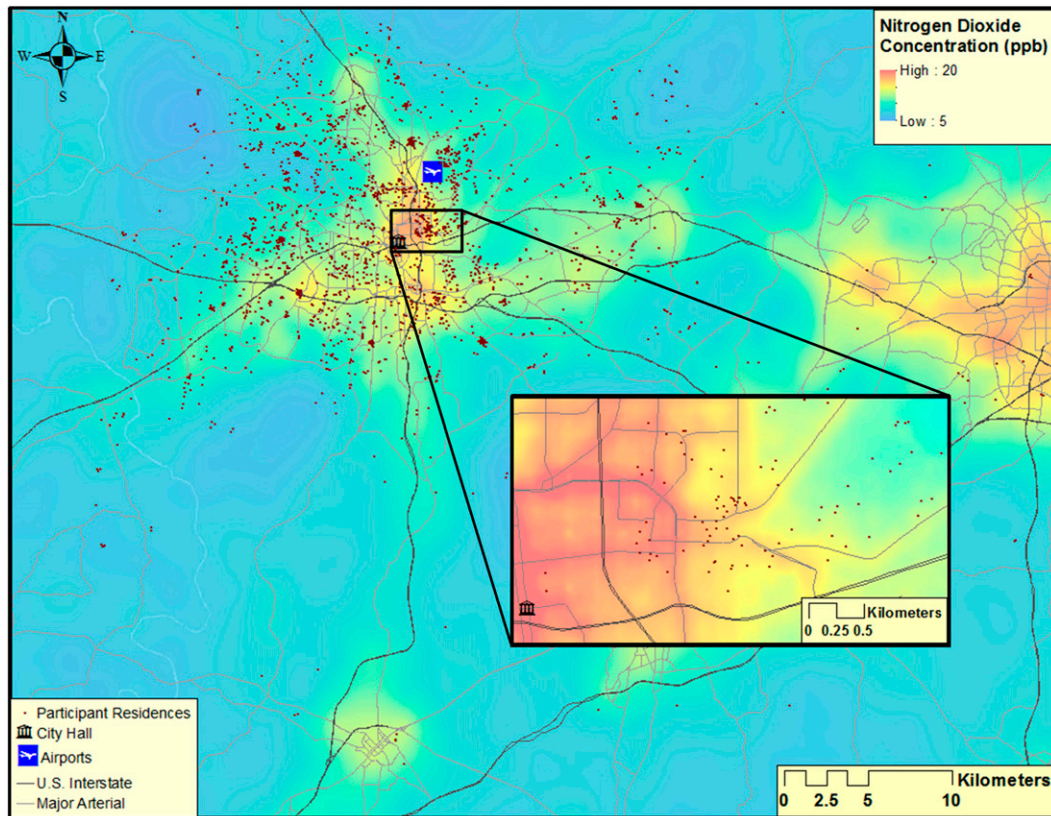 N
W E
S
Nitrogen Dioxide
Concentration (ppb)
High : 20
Low : 5
Kilometers
0 0.25 0.5
Participant Residences
City Hall
Airports
U.S. Interstate
Major Arterial
Kilometers
0 2.5 5 10